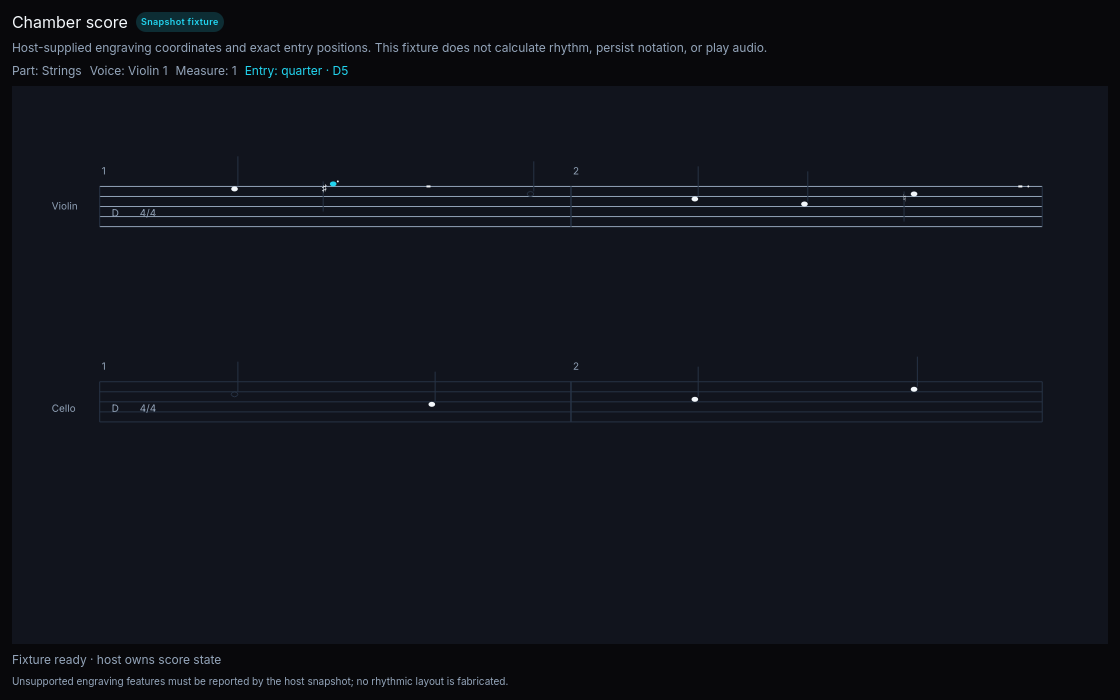 Chamber score Snapshot fixture
Host-supplied engraving coordinates and exact entry positions. This fixture does not calculate rhythm, persist notation, or play audio.
Part: Strings Voice: Violin 1 Measure: 1 Entry: quarter · D5
1 2
Violin D 4/4
1 2
Cello D 4/4
Fixture ready · host owns score state
Unsupported engraving features must be reported by the host snapshot; no rhythmic layout is fabricated.